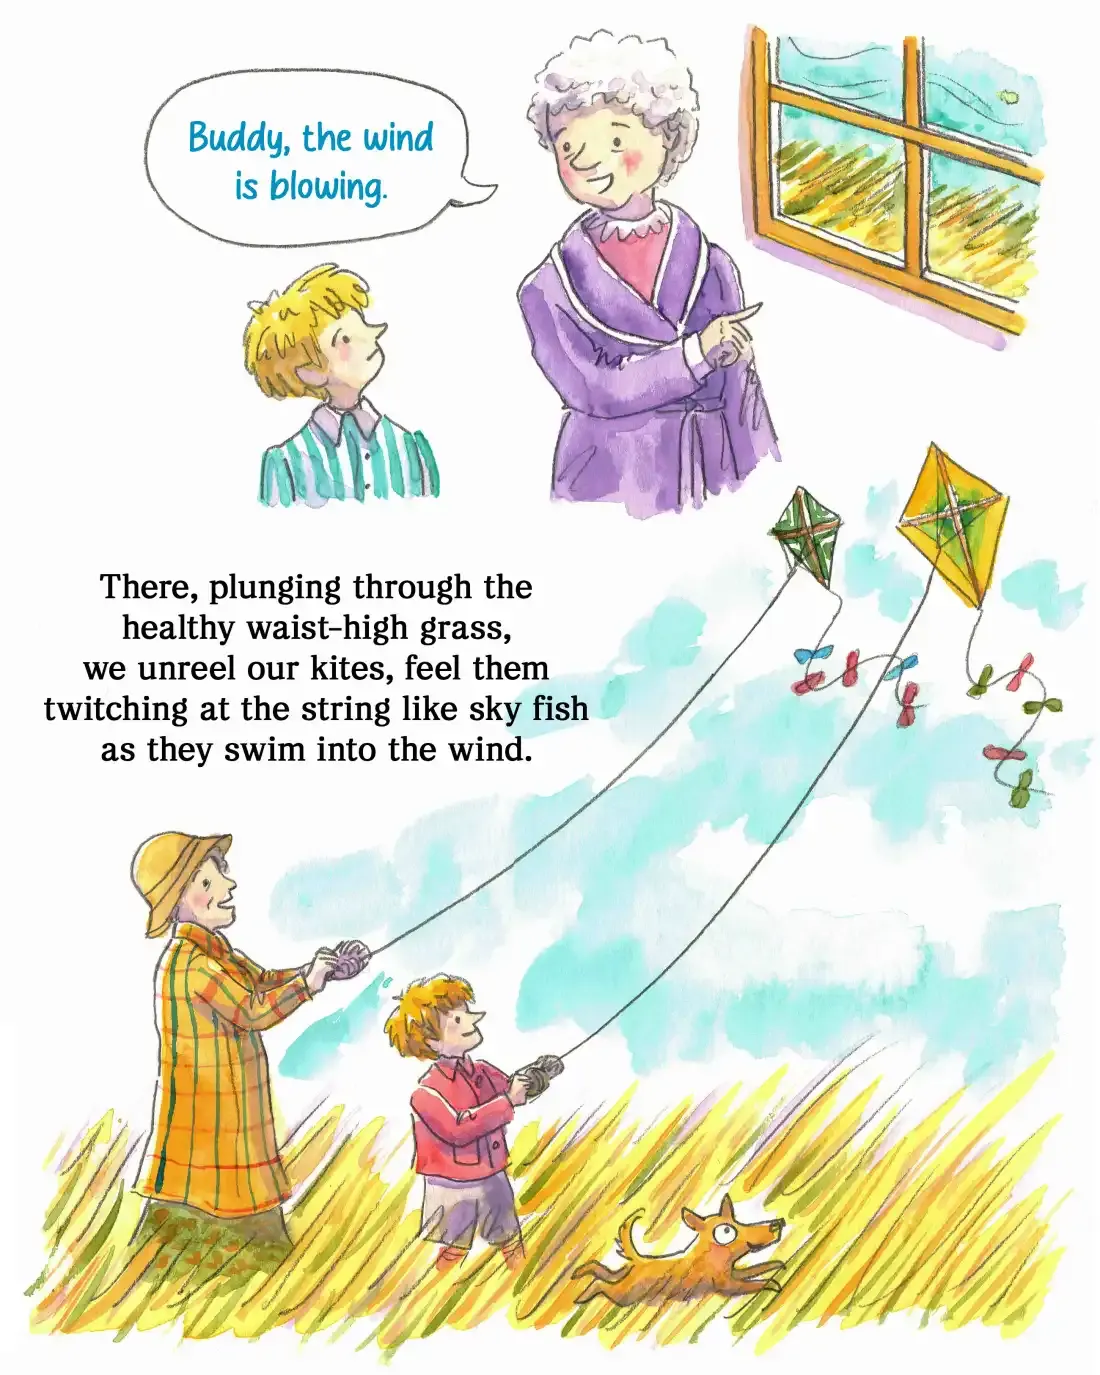 Buddy, the wind
is blowing.
There, plunging through the
healthy waist-high grass,
we unreel our kites, feel them
twitching at the string like sky fish
as they swim into the wind.